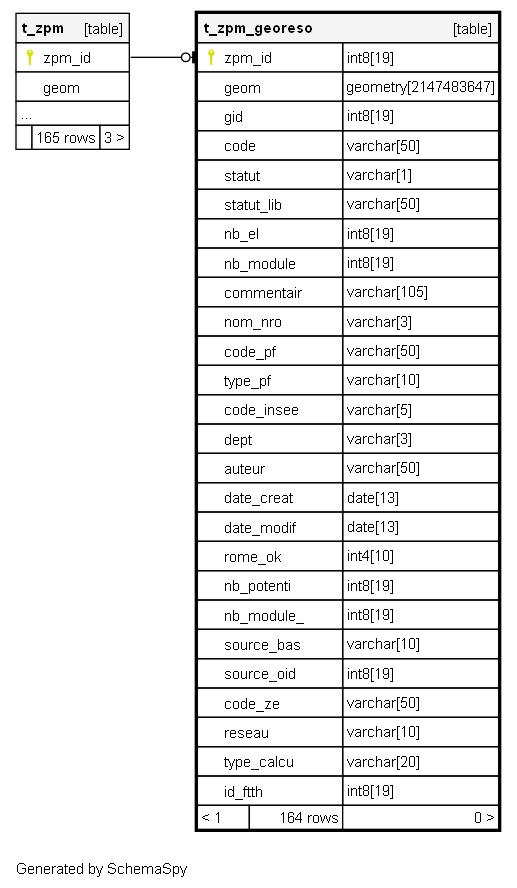 t_zpm [table]
zpm_id
geom
...
165 rows 3 >
t_zpm_georeso [table]
zpm_id int8[19]
geom geometry[2147483647]
gid int8[19]
code varchar[50]
statut varchar[1]
statut_lib varchar[50]
nb_el int8[19]
nb_module int8[19]
commentair varchar[105]
nom_nro varchar[3]
code_pf varchar[50]
type_pf varchar[10]
code_insee varchar[5]
dept varchar[3]
auteur varchar[50]
date_creat date[13]
date_modif date[13]
rome_ok int4[10]
nb_potenti int8[19]
nb_module_ int8[19]
source_bas varchar[10]
source_oid int8[19]
code_ze varchar[50]
reseau varchar[10]
type_calcu varchar[20]
id_ftth int8[19]
< 1 164 rows 0 >
Generated by SchemaSpy